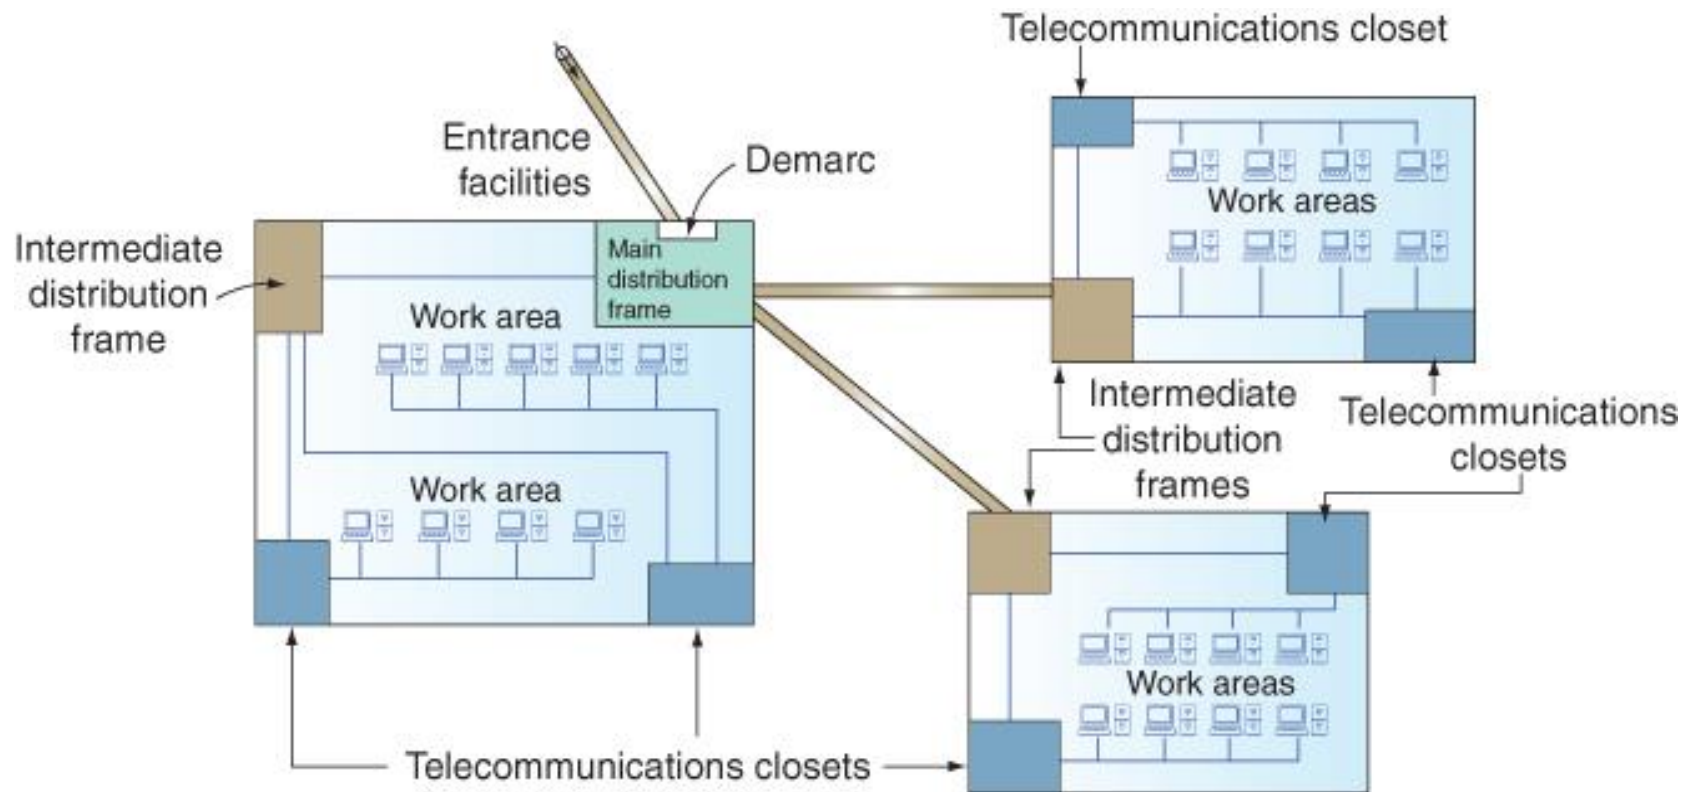 Telecommunications closet
Entrance
facilities
Demarc
Work areas
Intermediate
distribution
frame
Main
distribution
frame
Work area
Intermediate
distribution
frames
Telecommunications
closets
Work area
Work areas
Telecommunications closets